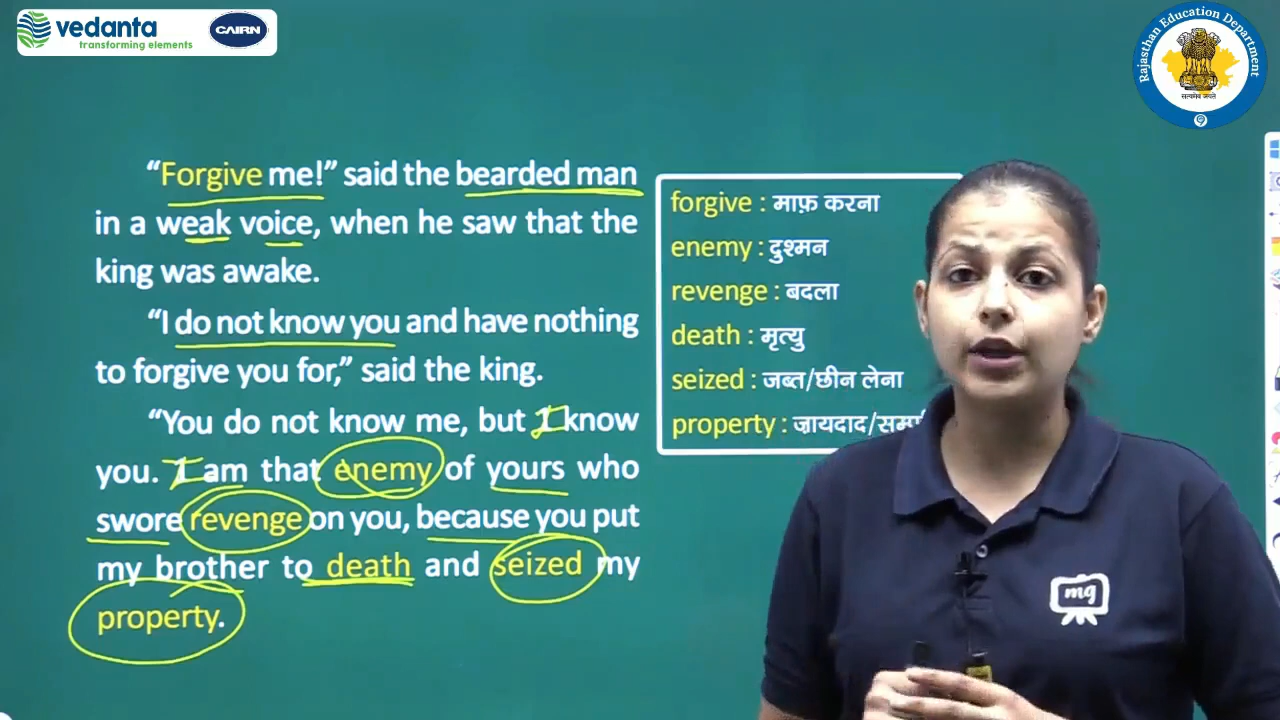 vedanta
transforming elements
CAIRN
Rajasthan Education Department
सत्यमेव जयते
“Forgive me!” said the bearded man
in a weak voice, when he saw that the
king was awake.
“I do not know you and have nothing
to forgive you for,” said the king.
“You do not know me, but I know
you. I am that enemy of yours who
swore revenge on you, because you put
my brother to death and seized my
property.
forgive : माफ़ करना
enemy : दुश्मन
revenge : बदला
death : मृत्यु
seized : जब्त/छीन लेना
property : ज़ायदाद/
mg